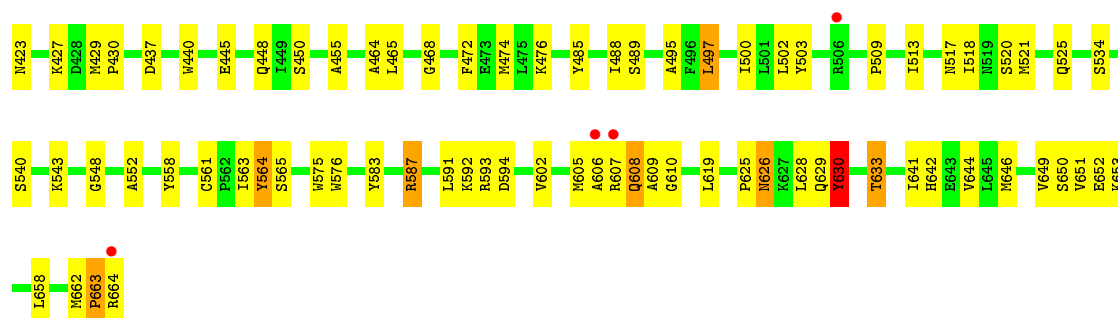 N423 K427 D428 M429 P430 D437 W440 E445 Q448 I449 S450 A455 A464 L465 G468 F472 E473 M474 L475 K476 Y485 I488 S489 A495 F496 L497 I500 L501 L502 Y503 R506 P509 I513 N517 I518 N519 S520 M521 Q525 S534
S540 K543 G548 A552 Y558 C561 P562 I563 Y564 S565 W575 W576 Y583 R587 L591 K592 R593 D594 V602 M605 A606 R607 Q608 A609 G610 L619 P625 N626 K627 L628 Q629 Y630 T633 I641 H642 E643 V644 L645 M646 V649 S650 V651 E652 K653
L658 M662 P663 R664